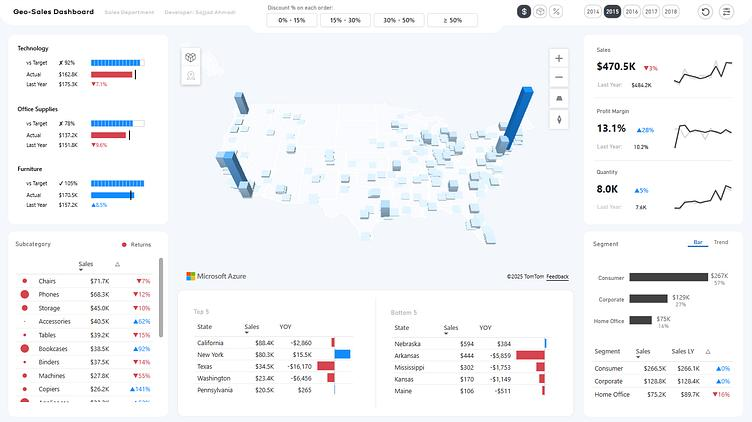 Geo-Sales Dashboard
Sales Department
Developer: Sajjad Ahmadi
Discount % on each order:
0% - 15%
15% - 30%
30% - 50%
≥ 50%
$
2014
2015
2016
2017
2018
Technology
vs Target ✗ 92%
Actual $162.8K
Last Year $175.3K ▼7.1%
Office Supplies
vs Target ✗ 78%
Actual $137.2K
Last Year $151.8K ▼9.6%
Furniture
vs Target ✓ 105%
Actual $170.5K
Last Year $157.2K ▲8.5%
Subcategory
Returns
Sales △
Chairs $71.7K ▼7%
Phones $68.3K ▼12%
Storage $45.0K ▼10%
Accessories $40.5K ▲62%
Tables $39.2K ▼15%
Bookcases $38.5K ▲92%
Binders $37.5K ▼14%
Machines $27.8K ▼55%
Copiers $26.2K ▲141%
Microsoft Azure
©2025 TomTom Feedback
Top 5
State Sales YOY
California $88.4K -$2,860
New York $80.3K $15.5K
Texas $34.5K -$16,170
Washington $23.4K -$6,456
Pennsylvania $20.5K $265
Bottom 5
State Sales YOY
Nebraska $594 $384
Arkansas $444 -$5,859
Mississippi $302 -$1,753
Kansas $170 -$1,149
Maine $106 -$511
Sales
$470.5K ▼3%
Last Year: $484.2K
Profit Margin
13.1% ▲28%
Last Year: 10.2%
Quantity
8.0K ▲5%
Last Year: 7.6K
Segment
Bar
Trend
Consumer $267K 57%
Corporate $129K 27%
Home Office $75K 16%
Segment Sales Sales LY △
Consumer $266.5K $266.1K ▲0%
Corporate $128.8K $128.4K ▲0%
Home Office $75.2K $89.7K ▼16%